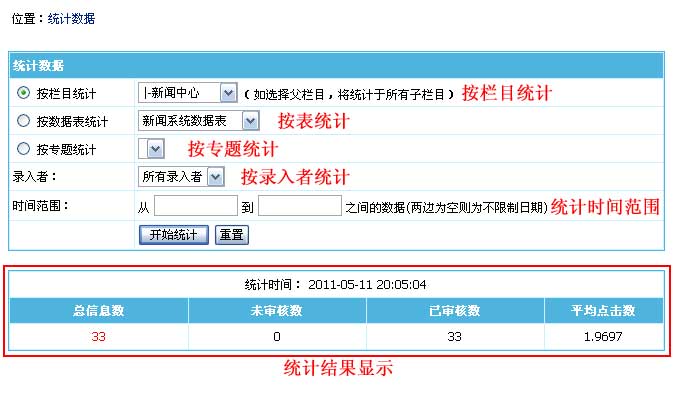 位置：统计数据
统计数据
按栏目统计 |-新闻中心 ( 如选择父栏目，将统计于所有子栏目 ) 按栏目统计
按数据表统计 新闻系统数据表 按表统计
按专题统计 按专题统计
录入者： 所有录入者 按录入者统计
时间范围： 从 到 之间的数据(两边为空则为不限制日期) 统计时间范围
开始统计 重置
统计时间： 2011-05-11 20:05:04
总信息数 未审核数 已审核数 平均点击数
33 0 33 1.9697
统计结果显示